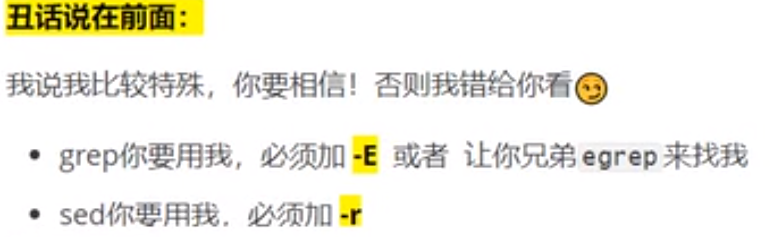 丑话说在前面：
我说我比较特殊，你要相信！否则我错给你看😏
• grep你要用我，必须加 -E 或者 让你兄弟egrep来找我
• sed你要用我，必须加 -r